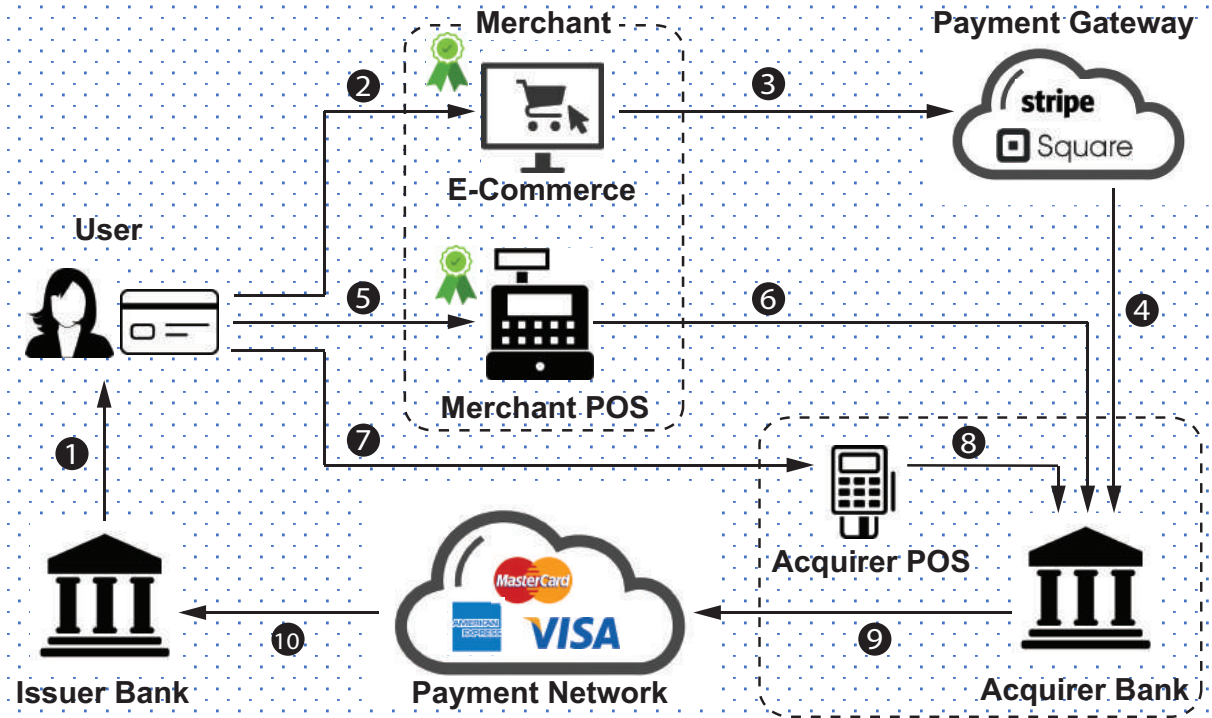 Merchant
Payment Gateway
2
3
stripe
Square
E-Commerce
User
5
6
4
Merchant POS
1
7
8
MasterCard
AMERICAN
EXPRESS
VISA
Acquirer POS
10
9
Issuer Bank
Payment Network
Acquirer Bank